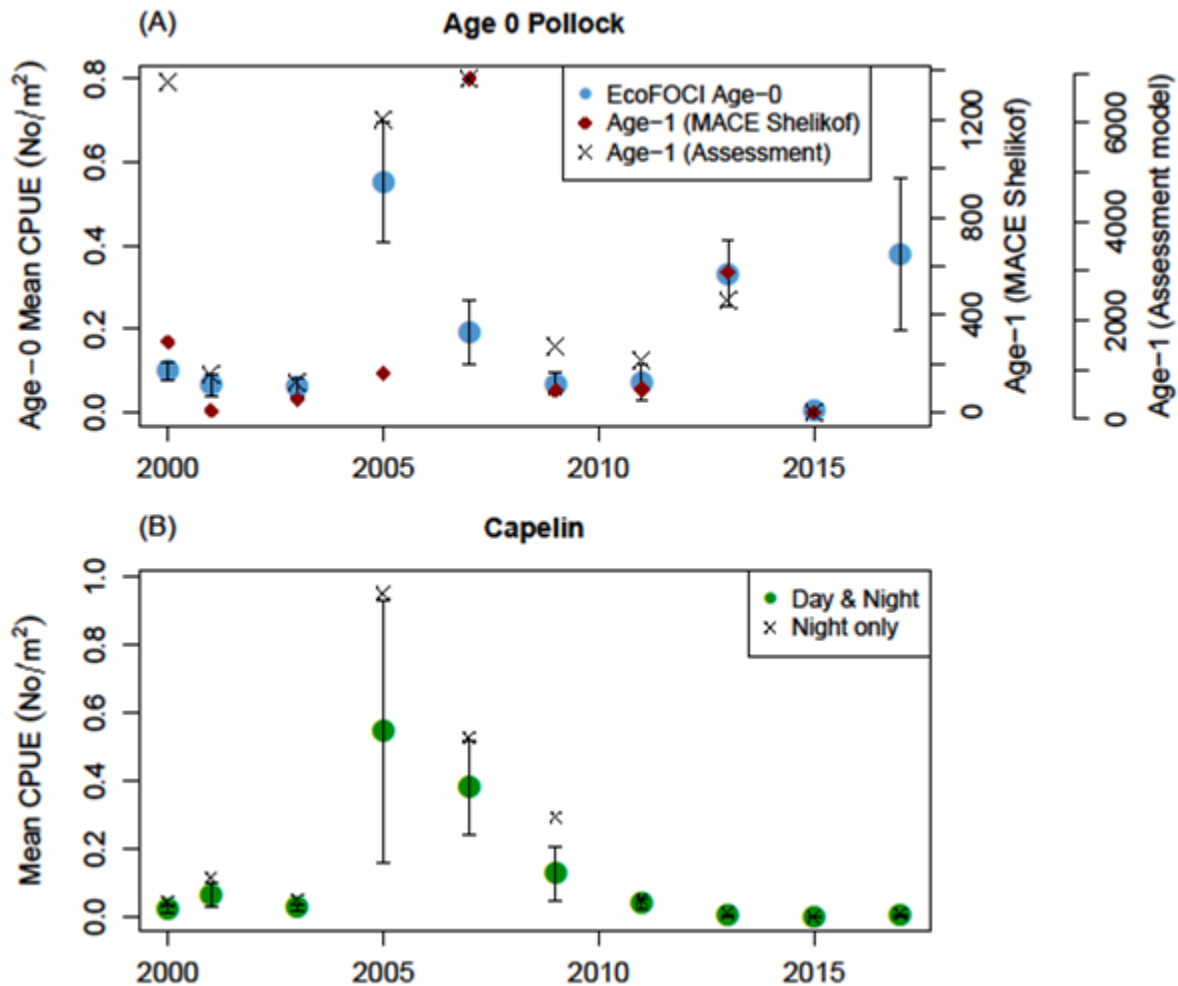 (A)
Age 0 Pollock
Age−0 Mean CPUE (No/m²)
0.8
0.6
0.4
0.2
0.0
EcoFOCI Age−0
Age−1 (MACE Shelikof)
Age−1 (Assessment)
1200
800
400
0
Age−1 (MACE Shelikof)
6000
4000
2000
0
Age−1 (Assessment model)
2000 2005 2010 2015
(B)
Capelin
Mean CPUE (No/m²)
1.0
0.8
0.6
0.4
0.2
0.0
Day & Night
Night only
2000 2005 2010 2015